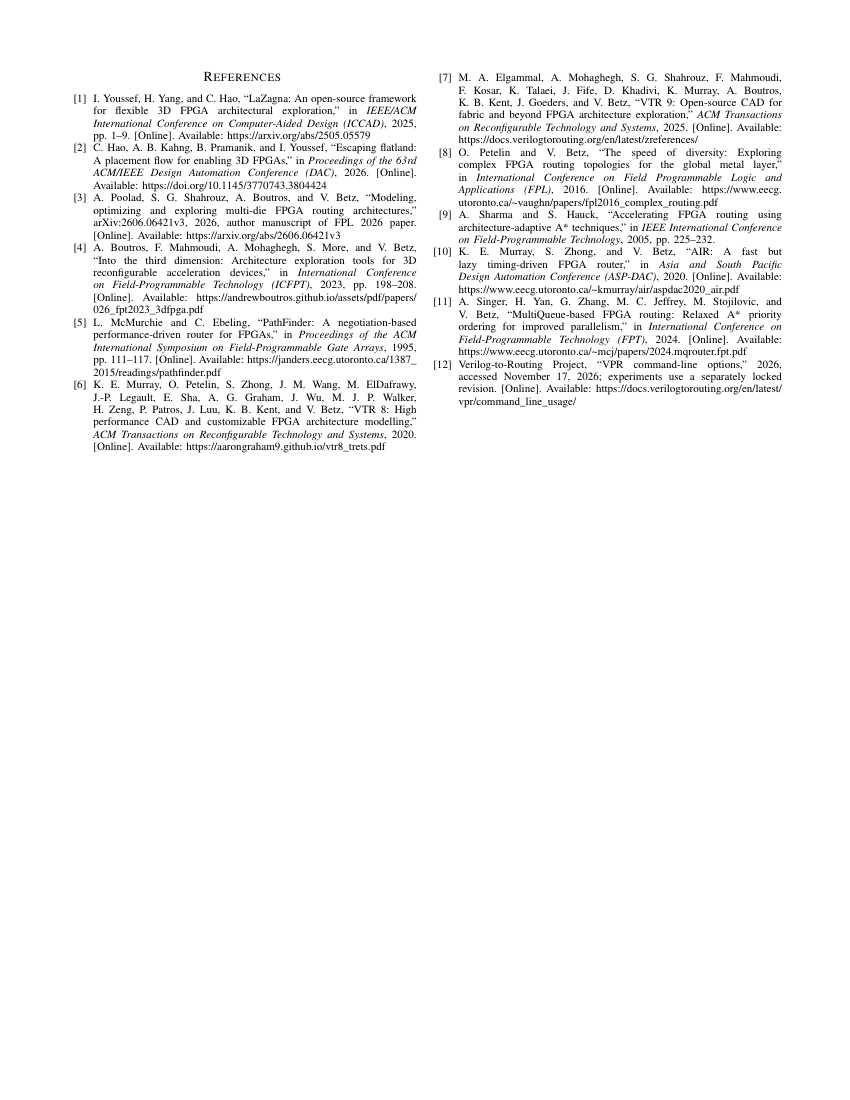 REFERENCES
[1] I. Youssef, H. Yang, and C. Hao, “LaZagna: An open-source framework
for flexible 3D FPGA architectural exploration,” in IEEE/ACM
International Conference on Computer-Aided Design (ICCAD), 2025,
pp. 1–9. [Online]. Available: https://arxiv.org/abs/2505.05579
[2] C. Hao, A. B. Kahng, B. Pramanik, and I. Youssef, “Escaping flatland:
A placement flow for enabling 3D FPGAs,” in Proceedings of the 63rd
ACM/IEEE Design Automation Conference (DAC), 2026. [Online].
Available: https://doi.org/10.1145/3770743.3804424
[3] A. Poolad, S. G. Shahrouz, A. Boutros, and V. Betz, “Modeling,
optimizing and exploring multi-die FPGA routing architectures,”
arXiv:2606.06421v3, 2026, author manuscript of FPL 2026 paper.
[Online]. Available: https://arxiv.org/abs/2606.06421v3
[4] A. Boutros, F. Mahmoudi, A. Mohaghegh, S. More, and V. Betz,
“Into the third dimension: Architecture exploration tools for 3D
reconfigurable acceleration devices,” in International Conference
on Field-Programmable Technology (ICFPT), 2023, pp. 198–208.
[Online]. Available: https://andrewboutros.github.io/assets/pdf/papers/
026_fpt2023_3dfpga.pdf
[5] L. McMurchie and C. Ebeling, “PathFinder: A negotiation-based
performance-driven router for FPGAs,” in Proceedings of the ACM
International Symposium on Field-Programmable Gate Arrays, 1995,
pp. 111–117. [Online]. Available: https://janders.eecg.utoronto.ca/1387_
2015/readings/pathfinder.pdf
[6] K. E. Murray, O. Petelin, S. Zhong, J. M. Wang, M. ElDafrawy,
J.-P. Legault, E. Sha, A. G. Graham, J. Wu, M. J. P. Walker,
H. Zeng, P. Patros, J. Luu, K. B. Kent, and V. Betz, “VTR 8: High
performance CAD and customizable FPGA architecture modelling,”
ACM Transactions on Reconfigurable Technology and Systems, 2020.
[Online]. Available: https://aarongraham9.github.io/vtr8_trets.pdf
[7] M. A. Elgammal, A. Mohaghegh, S. G. Shahrouz, F. Mahmoudi,
F. Kosar, K. Talaei, J. Fife, D. Khadivi, K. Murray, A. Boutros,
K. B. Kent, J. Goeders, and V. Betz, “VTR 9: Open-source CAD for
fabric and beyond FPGA architecture exploration,” ACM Transactions
on Reconfigurable Technology and Systems, 2025. [Online]. Available:
https://docs.verilogtorouting.org/en/latest/zreferences/
[8] O. Petelin and V. Betz, “The speed of diversity: Exploring
complex FPGA routing topologies for the global metal layer,”
in International Conference on Field Programmable Logic and
Applications (FPL), 2016. [Online]. Available: https://www.eecg.
utoronto.ca/~vaughn/papers/fpl2016_complex_routing.pdf
[9] A. Sharma and S. Hauck, “Accelerating FPGA routing using
architecture-adaptive A* techniques,” in IEEE International Conference
on Field-Programmable Technology, 2005, pp. 225–232.
[10] K. E. Murray, S. Zhong, and V. Betz, “AIR: A fast but
lazy timing-driven FPGA router,” in Asia and South Pacific
Design Automation Conference (ASP-DAC), 2020. [Online]. Available:
https://www.eecg.utoronto.ca/~kmurray/air/aspdac2020_air.pdf
[11] A. Singer, H. Yan, G. Zhang, M. C. Jeffrey, M. Stojilovic, and
V. Betz, “MultiQueue-based FPGA routing: Relaxed A* priority
ordering for improved parallelism,” in International Conference on
Field-Programmable Technology (FPT), 2024. [Online]. Available:
https://www.eecg.utoronto.ca/~mcj/papers/2024.mqrouter.fpt.pdf
[12] Verilog-to-Routing Project, “VPR command-line options,” 2026,
accessed November 17, 2026; experiments use a separately locked
revision. [Online]. Available: https://docs.verilogtorouting.org/en/latest/
vpr/command_line_usage/